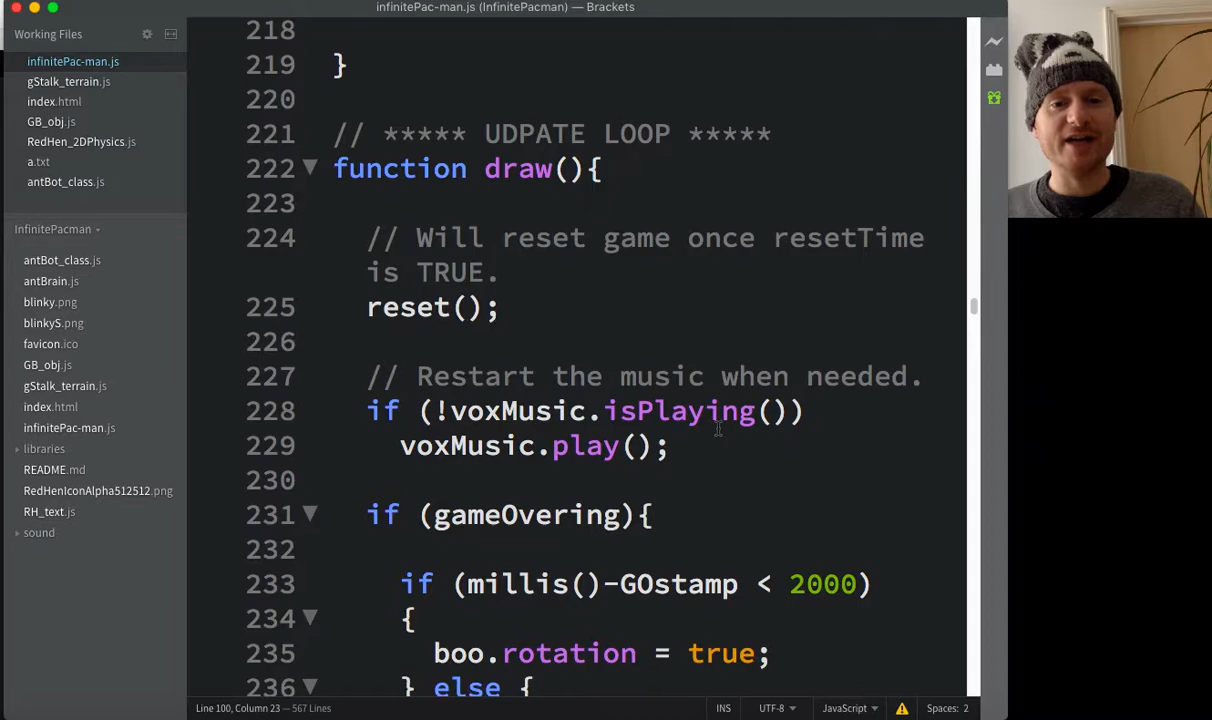 infinitePac-man.js (InfinitePacman) — Brackets
Working Files
infinitePac-man.js
gStalk_terrain.js
index.html
GB_obj.js
RedHen_2DPhysics.js
a.txt
antBot_class.js
InfinitePacman
antBot_class.js
antBrain.js
blinky.png
blinkyS.png
favicon.ico
GB_obj.js
gStalk_terrain.js
index.html
infinitePac-man.js
libraries
README.md
RedHenIconAlpha512512.png
RH_text.js
sound
218
219 }
220
221 // ***** UDPATE LOOP *****
222 function draw(){
223
224 // Will reset game once resetTime
is TRUE.
225 reset();
226
227 // Restart the music when needed.
228 if (!voxMusic.isPlaying())
229 voxMusic.play();
230
231 if (gameOvering){
232
233 if (millis()-GOstamp < 2000)
234 {
235 boo.rotation = true;
236 } else {
Line 100, Column 23 — 567 Lines
INS
UTF-8
JavaScript
Spaces: 2